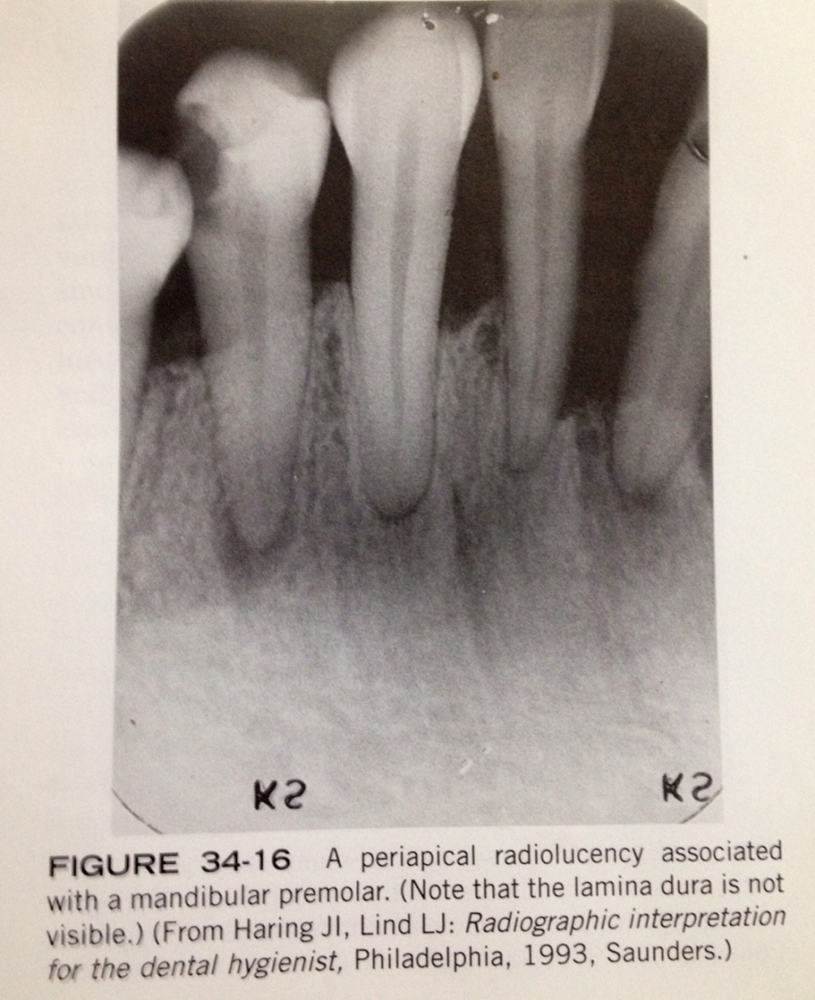 K2 K2
FIGURE 34-16 A periapical radiolucency associated
with a mandibular premolar. (Note that the lamina dura is not
visible.) (From Haring JI, Lind LJ: Radiographic interpretation
for the dental hygienist, Philadelphia, 1993, Saunders.)